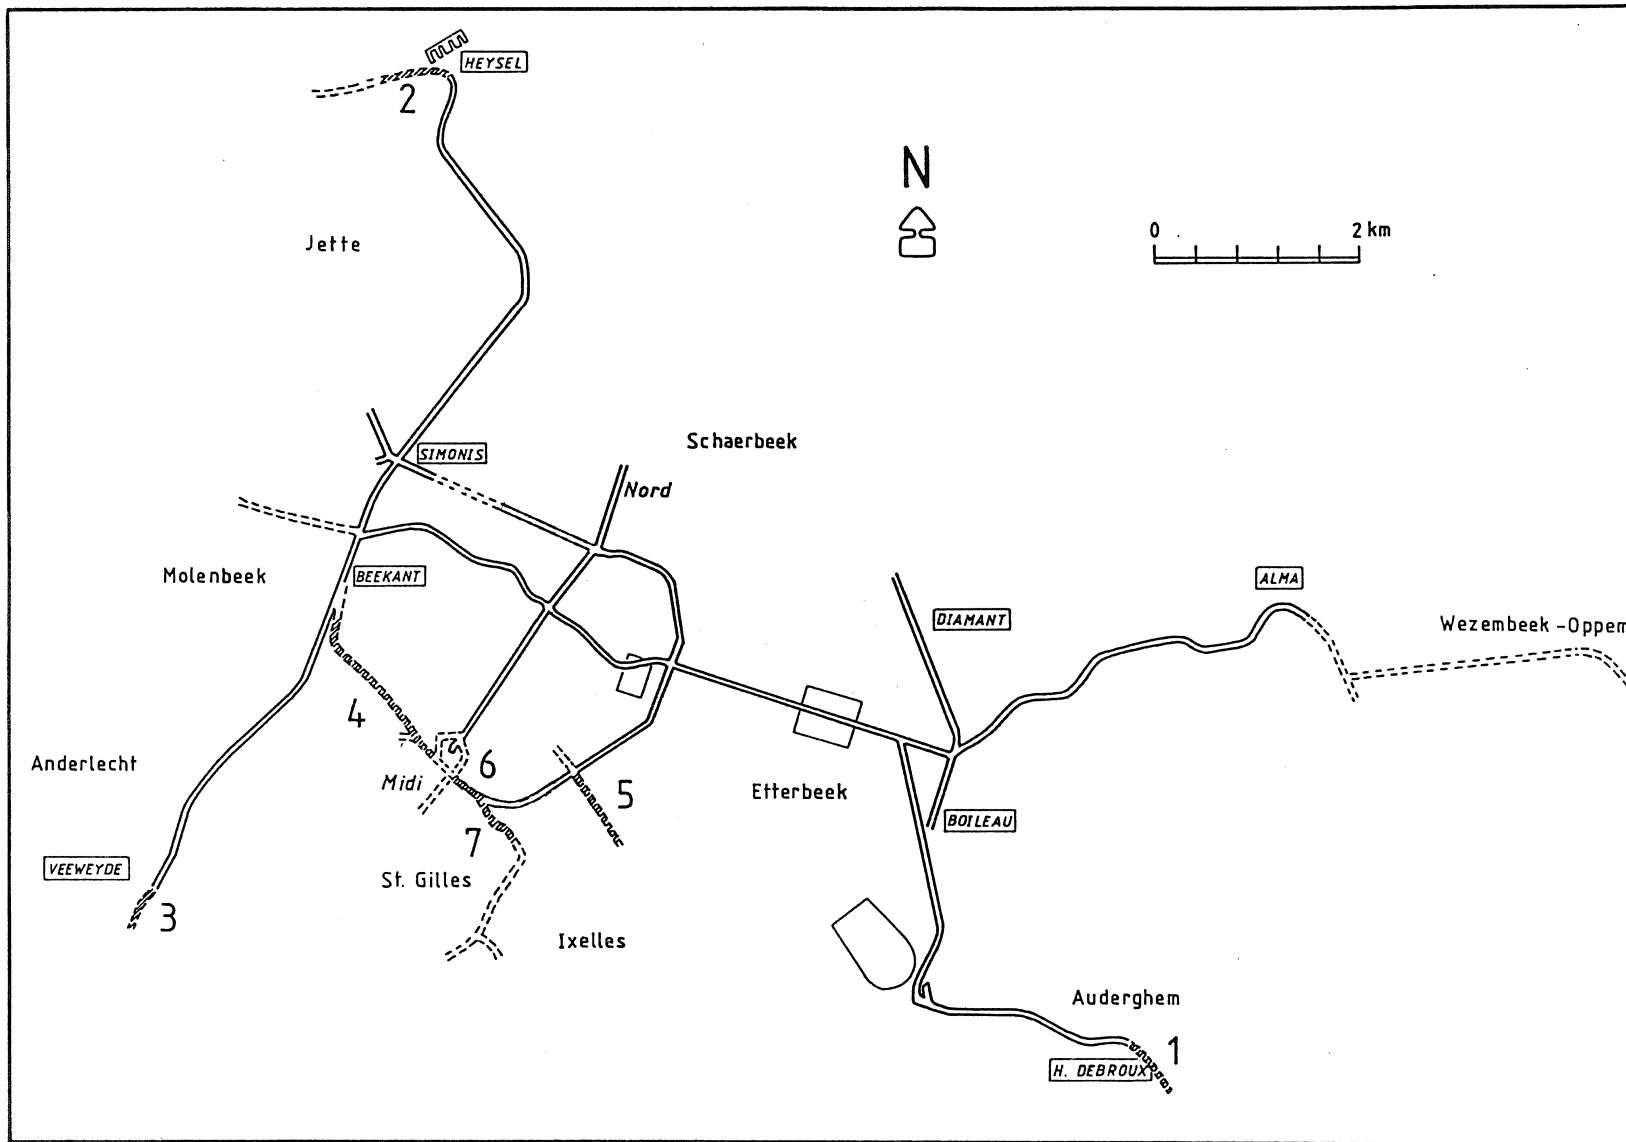 HEYSEL
2
N
Jette
0
2 km
Schaerbeek
SIMONIS
Nord
Molenbeek
BEEKANT
ALMA
DIAMANT
Wezembeek-Oppem
4
Anderlecht
Midi
6
5
Etterbeek
BOILEAU
7
VEEWEYDE
St. Gilles
3
Ixelles
Auderghem
1
H. DEBROUX